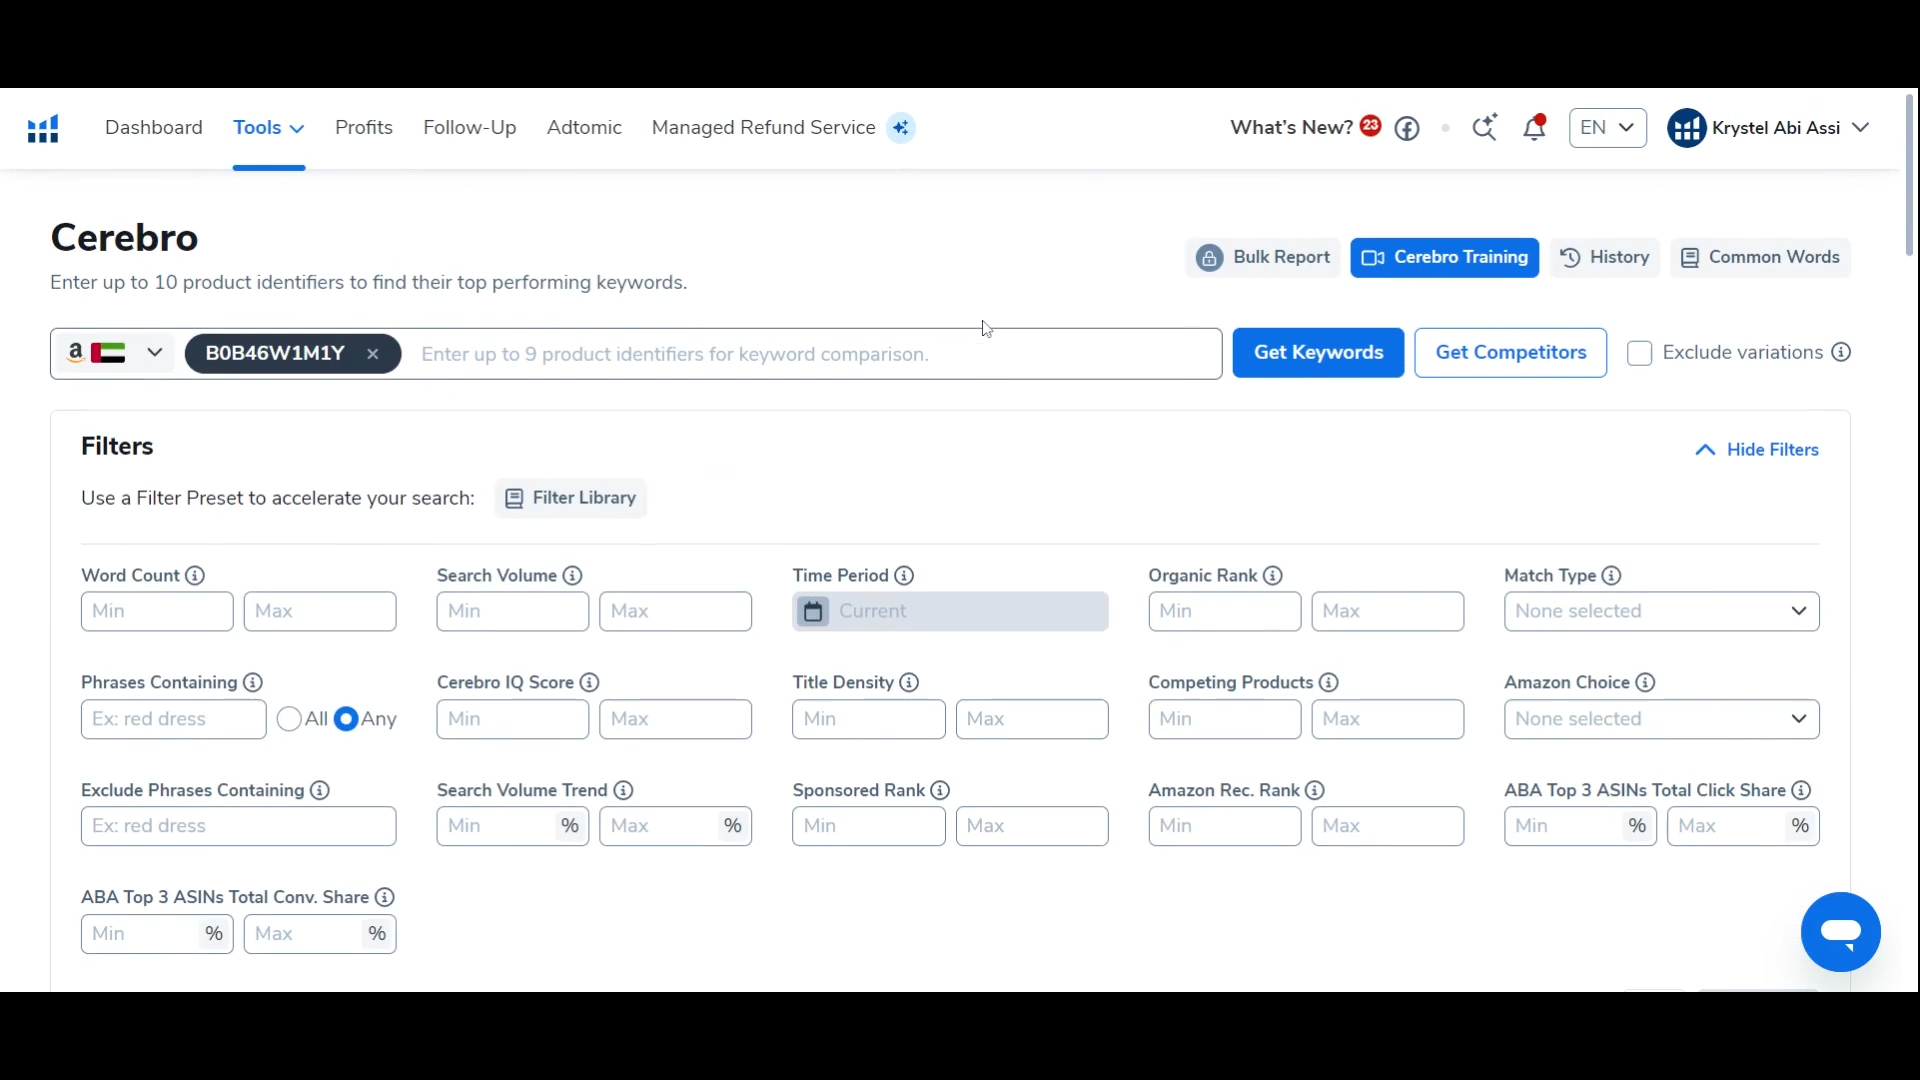 Dashboard Tools Profits Follow-Up Adtomic Managed Refund Service What's New? 23 EN Krystel Abi Assi
Cerebro
Bulk Report Cerebro Training History Common Words
Enter up to 10 product identifiers to find their top performing keywords.
a B0B46W1M1Y Enter up to 9 product identifiers for keyword comparison. Get Keywords Get Competitors Exclude variations
Filters
Hide Filters
Use a Filter Preset to accelerate your search: Filter Library
Word Count Search Volume Time Period Organic Rank Match Type
Min Max Min Max Current Min Max None selected
Phrases Containing Cerebro IQ Score Title Density Competing Products Amazon Choice
Ex: red dress All Any Min Max Min Max Min Max None selected
Exclude Phrases Containing Search Volume Trend Sponsored Rank Amazon Rec. Rank ABA Top 3 ASINs Total Click Share
Ex: red dress Min % Max % Min Max Min Max Min % Max %
ABA Top 3 ASINs Total Conv. Share
Min % Max %